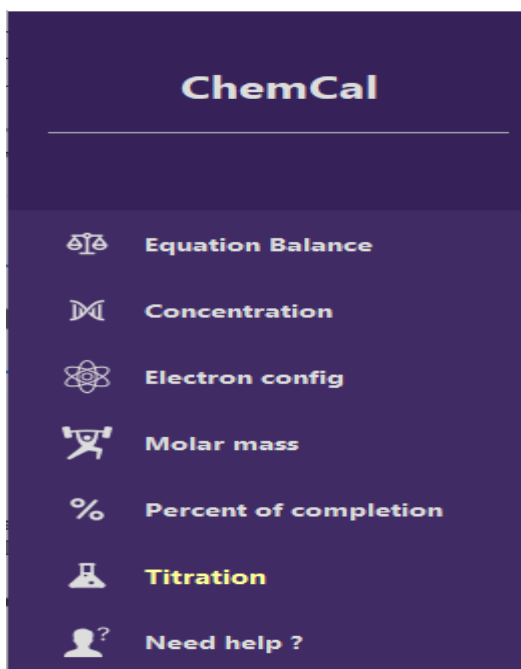 ChemCal
Equation Balance
Concentration
Electron config
Molar mass
% Percent of completion
Titration
Need help ?